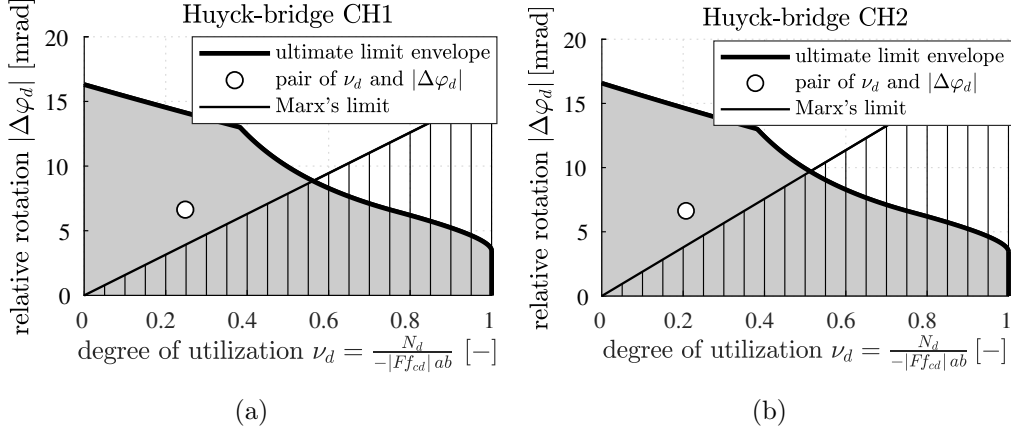 Huyck-bridge CH1
20
15
10
5
0
0
0.2
0.4
0.6
0.8
1
relative rotation |Δφ_d| [mrad]
ultimate limit envelope
pair of ν_d and |Δφ_d|
Marx's limit
degree of utilization ν_d = N_d / −|Ff_cd| ab [−]
(a)
Huyck-bridge CH2
20
15
10
5
0
0
0.2
0.4
0.6
0.8
1
relative rotation |Δφ_d| [mrad]
ultimate limit envelope
pair of ν_d and |Δφ_d|
Marx's limit
degree of utilization ν_d = N_d / −|Ff_cd| ab [−]
(b)